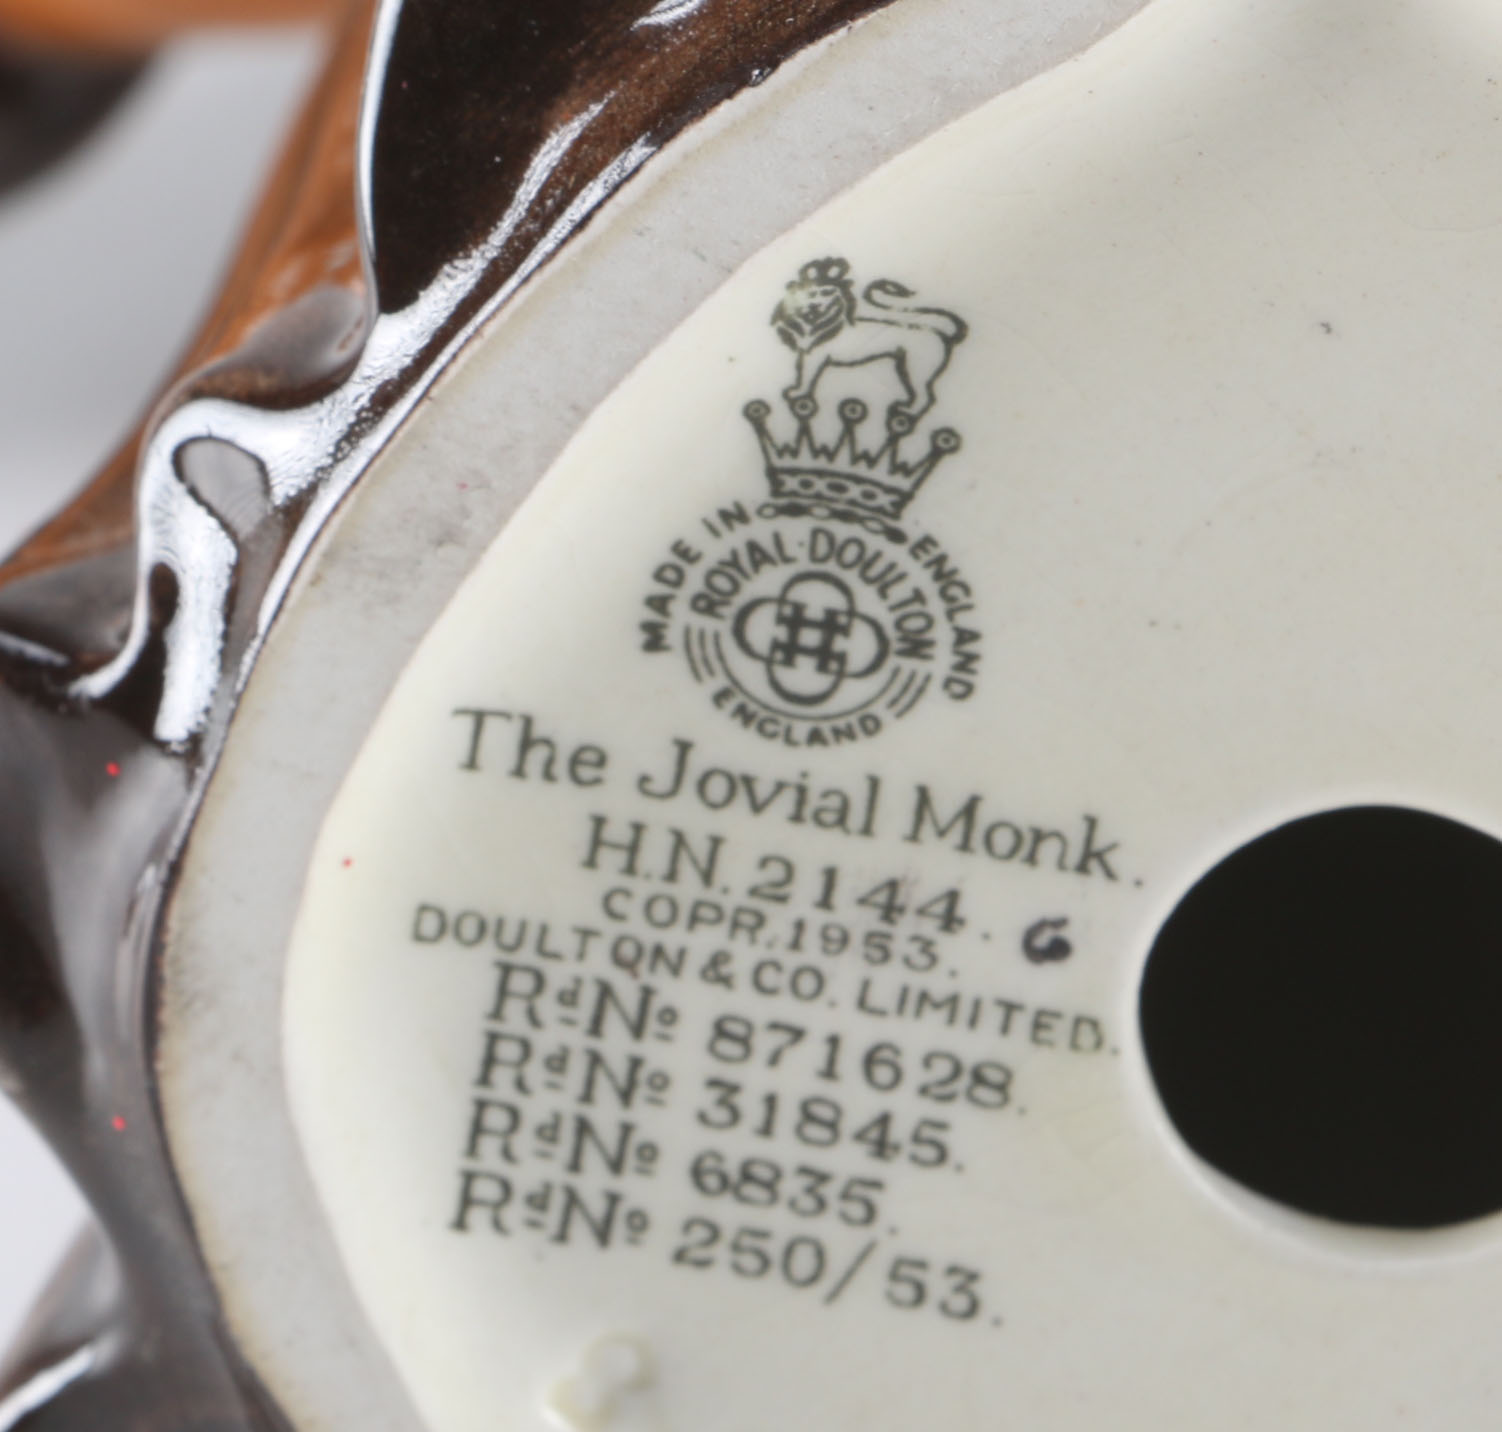 MADE IN ENGLAND
ROYAL·DOULTON
ENGLAND
The Jovial Monk.
H.N. 2144. 6
COPR. 1953.
DOULTON & CO. LIMITED.
Rd No 871628.
Rd No 31845.
Rd No 6835.
Rd No 250/53.